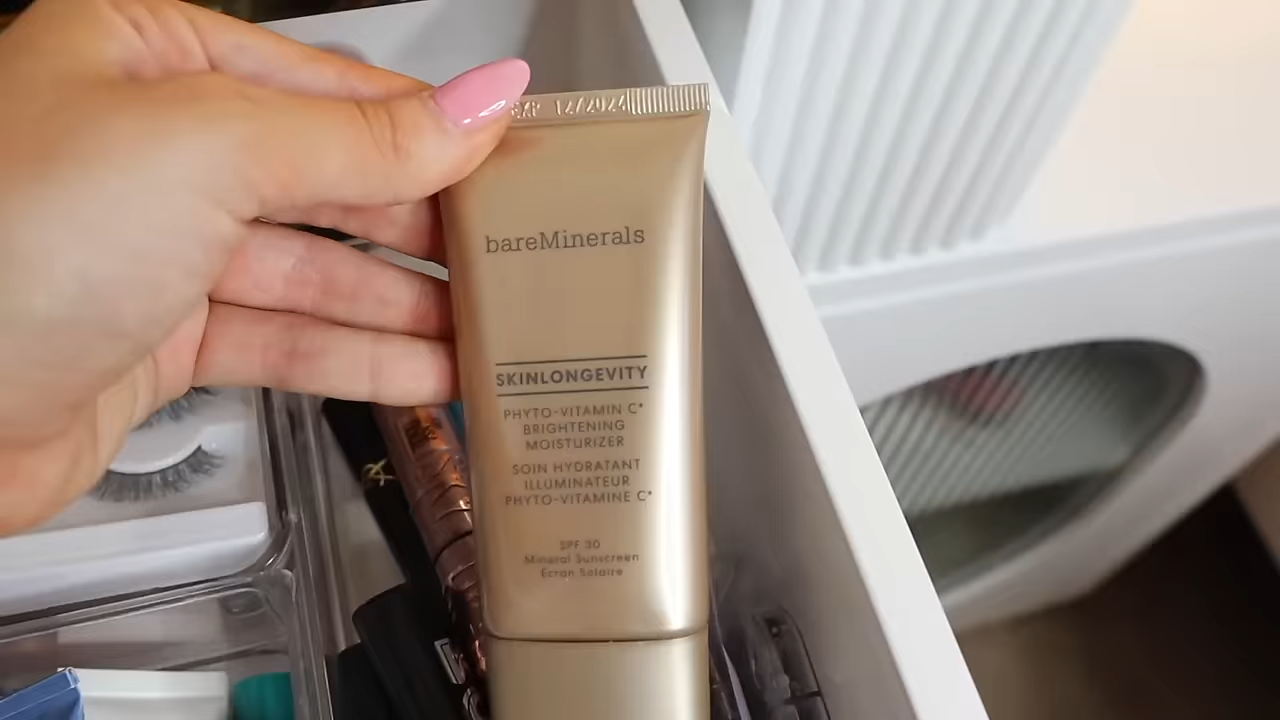 EXP 12/2024
bareMinerals
SKINLONGEVITY
PHYTO-VITAMIN C*
BRIGHTENING
MOISTURIZER
SOIN HYDRATANT
ILLUMINATEUR
PHYTO-VITAMINE C*
SPF 30
Mineral Sunscreen
Écran Solaire